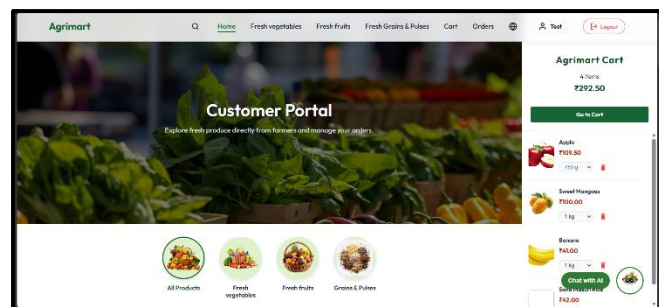 Agrimart
Home Fresh vegetables Fresh fruits Fresh Grains & Pulses Cart Orders
Test
Logout
Customer Portal
Explore fresh produce directly from farmers and manage your orders.
All Products
Fresh
vegetables
Fresh fruits
Grains & Pulses
Agrimart Cart
4 items
₹292.50
Go to Cart
Apple
₹109.50
750 g
Sweet Mangoes
₹100.00
1 kg
Banana
₹41.00
1 kg
Chat with AI
₹42.00